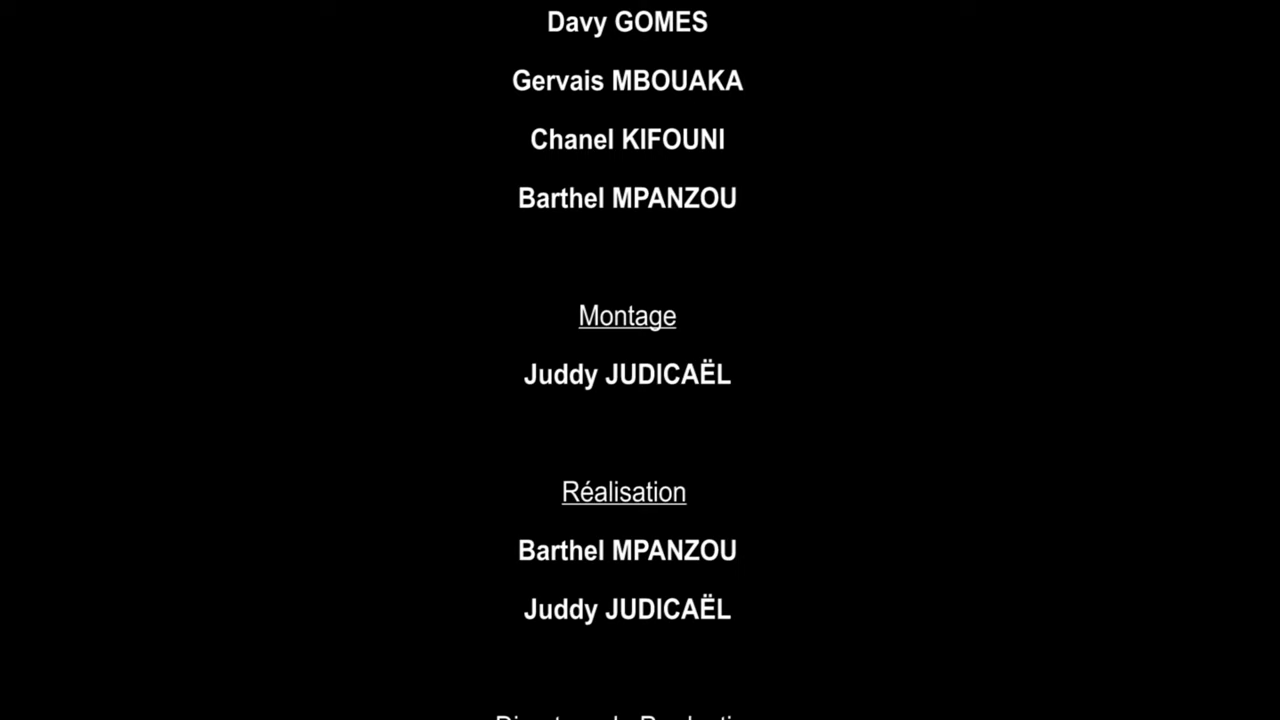 Davy GOMES
Gervais MBOUAKA
Chanel KIFOUNI
Barthel MPANZOU
Montage
Juddy JUDICAËL
Réalisation
Barthel MPANZOU
Juddy JUDICAËL